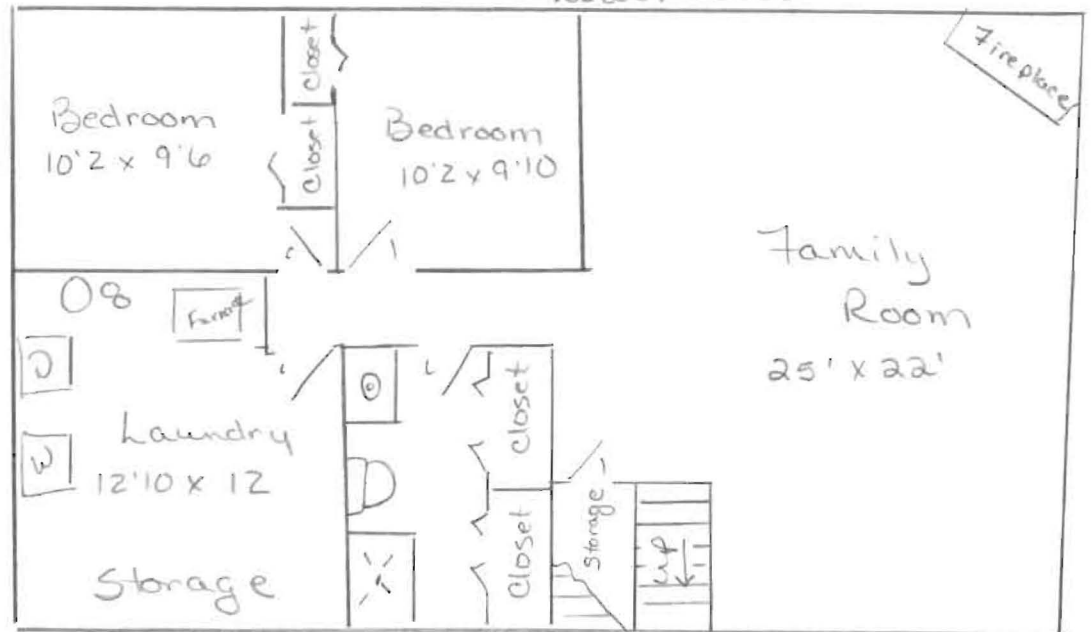 Closet
Closet
Fireplace
Bedroom
10'2 x 9'6
Bedroom
10'2 x 9'10
Family
Room
25' x 22'
D
W
Laundry
12'10 x 12
Storage
Closet
Closet
Storage
up